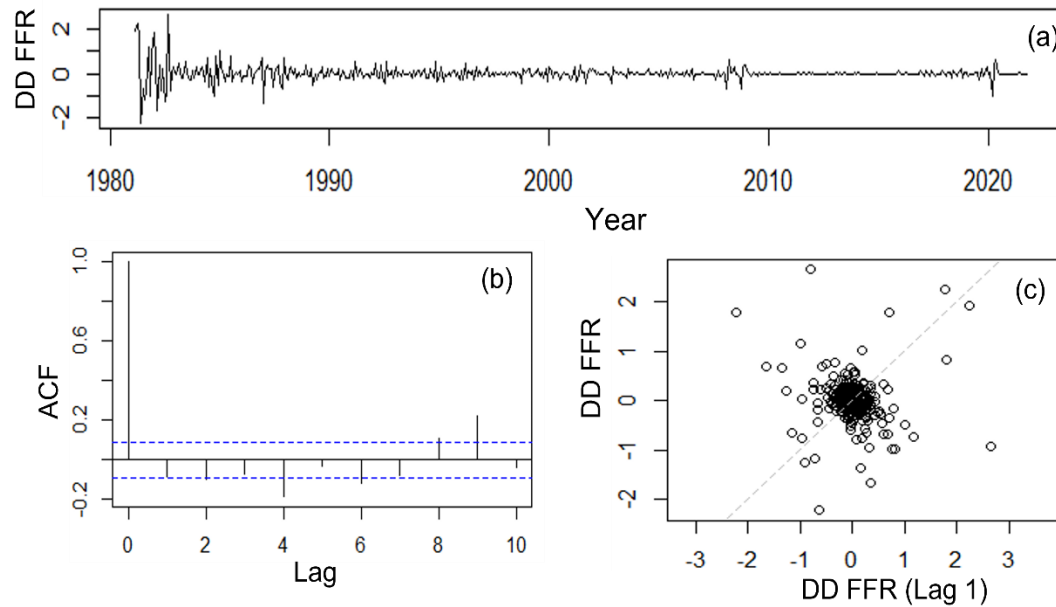 (a)
DD FFR
2
0
-2
1980 1990 2000 2010 2020
Year
(b)
ACF
1.0
0.6
0.2
-0.2
0 2 4 6 8 10
Lag
(c)
DD FFR
2
1
0
-1
-2
-3 -2 -1 0 1 2 3
DD FFR (Lag 1)